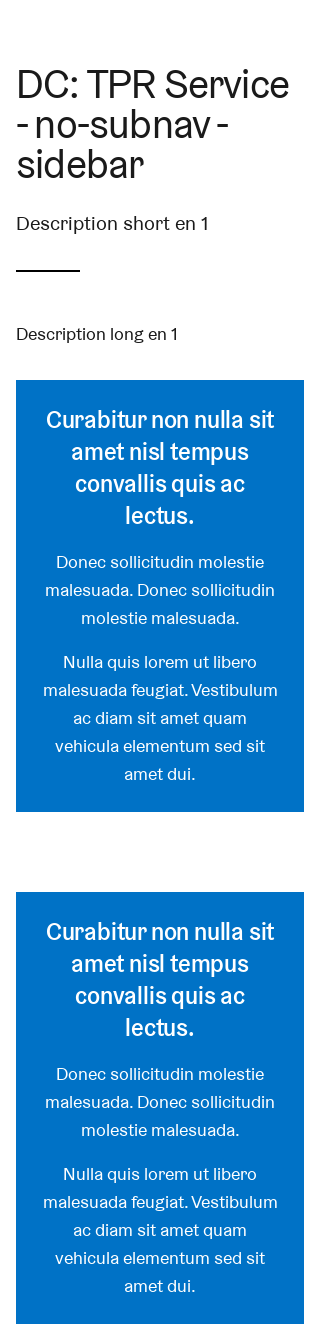 DC: TPR Service
- no-subnav -
sidebar
Description short en 1
Description long en 1
Curabitur non nulla sit
amet nisl tempus
convallis quis ac
lectus.
Donec sollicitudin molestie
malesuada. Donec sollicitudin
molestie malesuada.
Nulla quis lorem ut libero
malesuada feugiat. Vestibulum
ac diam sit amet quam
vehicula elementum sed sit
amet dui.
Curabitur non nulla sit
amet nisl tempus
convallis quis ac
lectus.
Donec sollicitudin molestie
malesuada. Donec sollicitudin
molestie malesuada.
Nulla quis lorem ut libero
malesuada feugiat. Vestibulum
ac diam sit amet quam
vehicula elementum sed sit
amet dui.